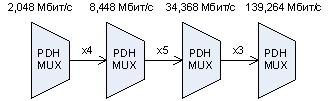 2,048 Мбит/с 8,448 Мбит/с 34,368 Мбит/с 139,264 Мбит/с
PDH MUX x4 PDH MUX x5 PDH MUX x3 PDH MUX